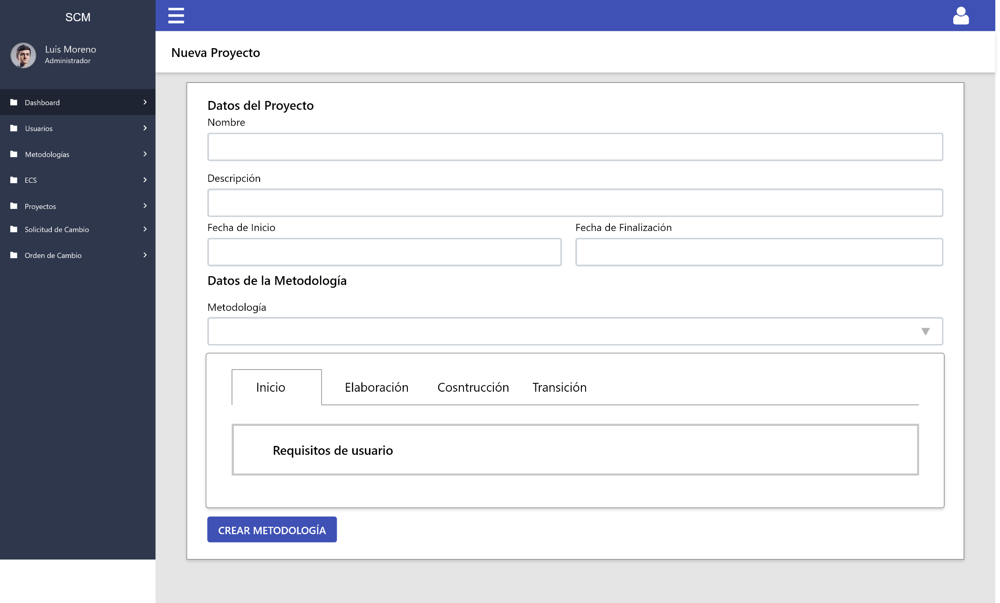 SCM
Luis Moreno
Administrador
Dashboard
Usuarios
Metodologías
ECS
Proyectos
Solicitud de Cambio
Orden de Cambio
Nueva Proyecto
Datos del Proyecto
Nombre
Descripción
Fecha de Inicio Fecha de Finalización
Datos de la Metodología
Metodología
Inicio Elaboración Cosntrucción Transición
Requisitos de usuario
CREAR METODOLOGÍA